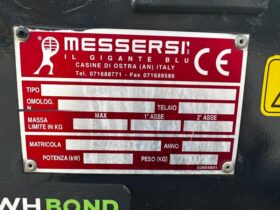 MESSERSI'
IL GIGANTE BLU
CASINE DI OSTRA (AN) ITALY
Tel. 071688771 - Fax 0716886586
CE
TIPO
OMOLOG.
N.
TELAIO
MASSA
LIMITE IN KG
MAX
1° ASSE
2° ASSE
MATRICOLA
ANNO
POTENZA(kW)
PESO(KG)
WHBOND